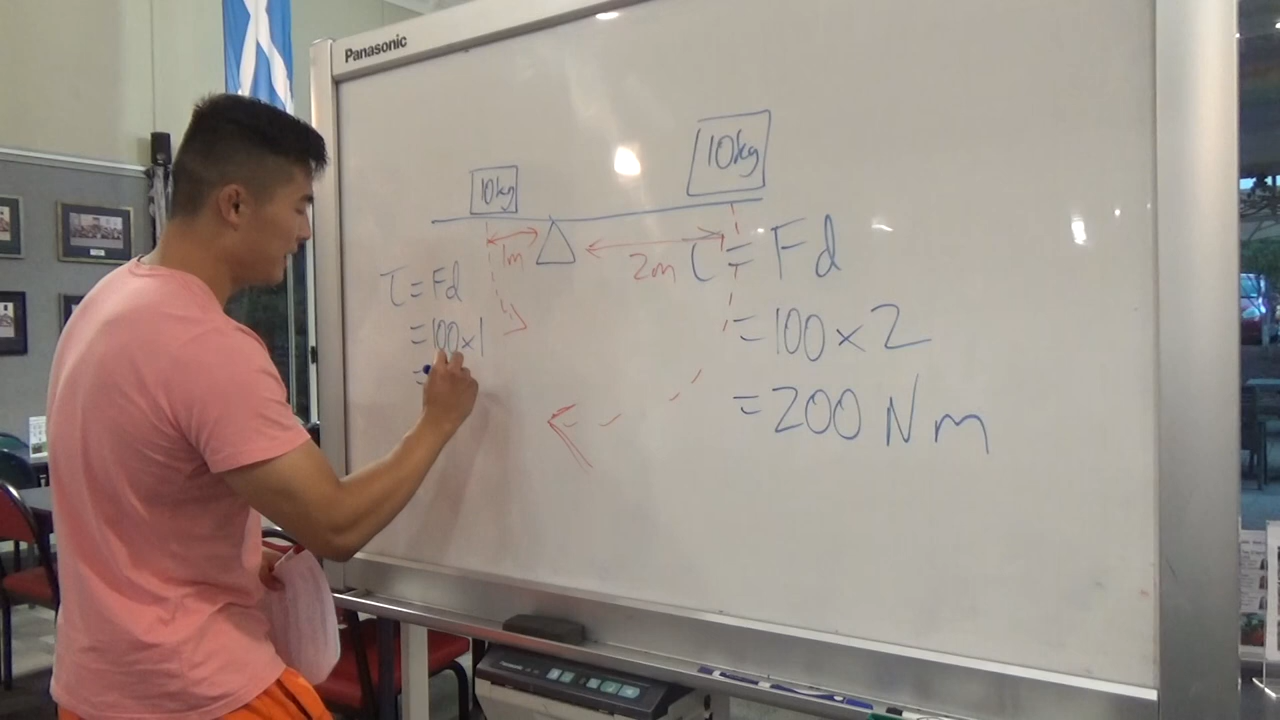 Panasonic
10kg
10kg
1m
2m
τ = Fd
= 100 x 1
=
τ = Fd
= 100 x 2
= 200 Nm